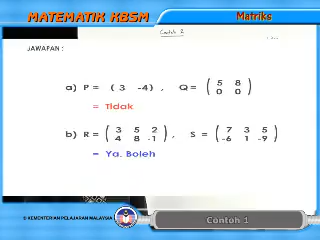 MATEMATIK KBSM
Matriks
Contoh 2
JAWAPAN :
a) P = ( 3 -4) , Q = ( 5 8
0 0 )
= Tidak
b) R = ( 3 5 2
4 8 -1 ) , S = ( 7 3 5
-6 1 -9 )
= Ya. Boleh
© KEMENTERIAN PELAJARAN MALAYSIA
Contoh 1